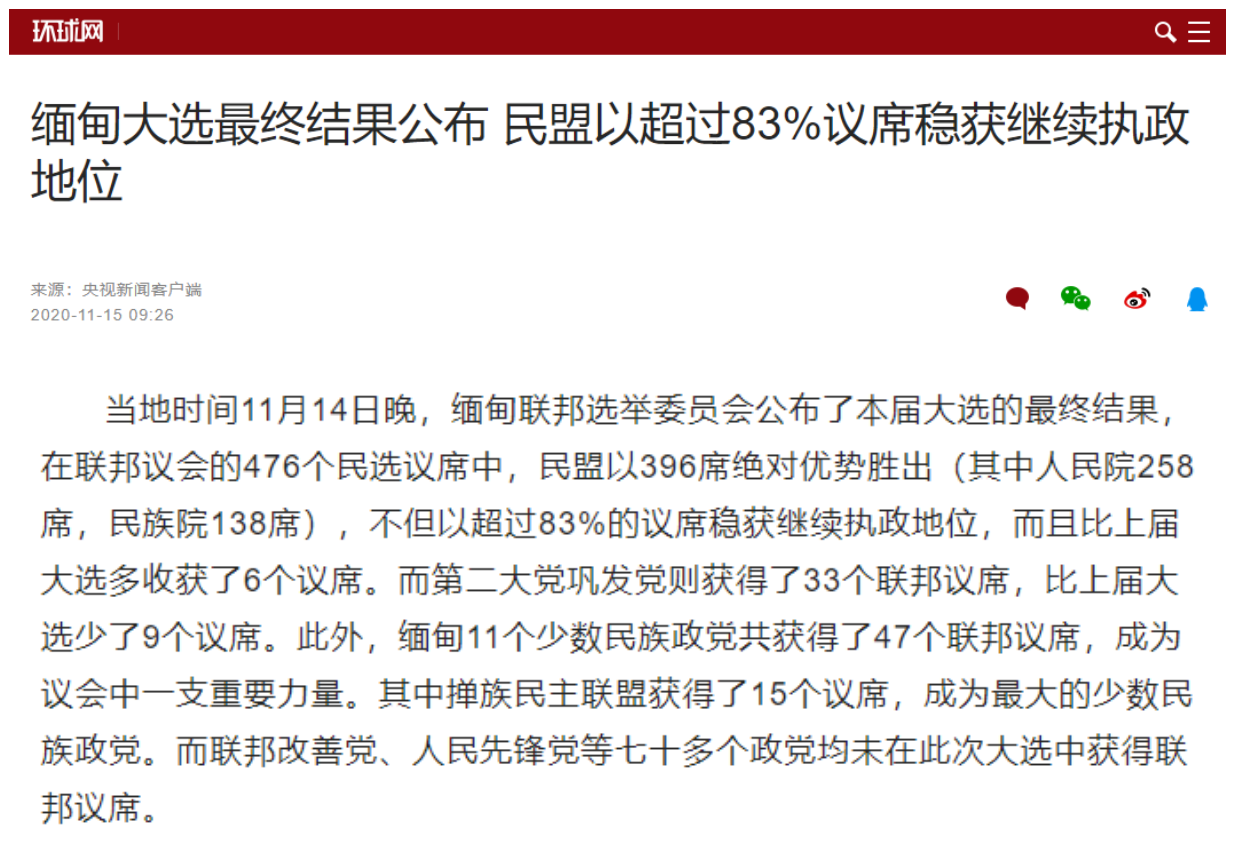 环球网
缅甸大选最终结果公布 民盟以超过83%议席稳获继续执政
地位
来源：央视新闻客户端
2020-11-15 09:26
当地时间11月14日晚，缅甸联邦选举委员会公布了本届大选的最终结果，
在联邦议会的476个民选议席中，民盟以396席绝对优势胜出（其中人民院258
席，民族院138席），不但以超过83%的议席稳获继续执政地位，而且比上届
大选多收获了6个议席。而第二大党巩发党则获得了33个联邦议席，比上届大
选少了9个议席。此外，缅甸11个少数民族政党共获得了47个联邦议席，成为
议会中一支重要力量。其中掸族民主联盟获得了15个议席，成为最大的少数民
族政党。而联邦改善党、人民先锋党等七十多个政党均未在此次大选中获得联
邦议席。